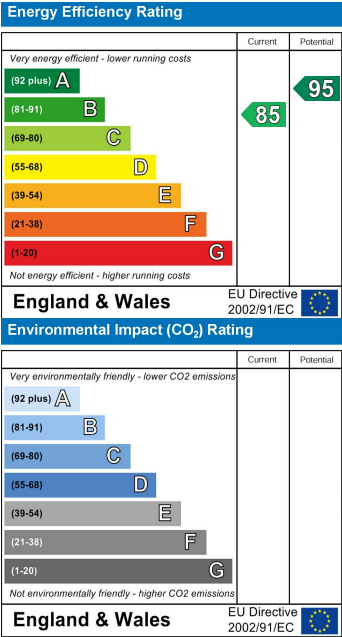 Energy Efficiency Rating
Current Potential
Very energy efficient - lower running costs
(92 plus) A
95
(81-91) B
85
(69-80) C
(55-68) D
(39-54) E
(21-38) F
(1-20) G
Not energy efficient - higher running costs
England & Wales
EU Directive
2002/91/EC
Environmental Impact (CO₂) Rating
Current Potential
Very environmentally friendly - lower CO2 emissions
(92 plus) A
(81-91) B
(69-80) C
(55-68) D
(39-54) E
(21-38) F
(1-20) G
Not environmentally friendly - higher CO2 emissions
England & Wales
EU Directive
2002/91/EC